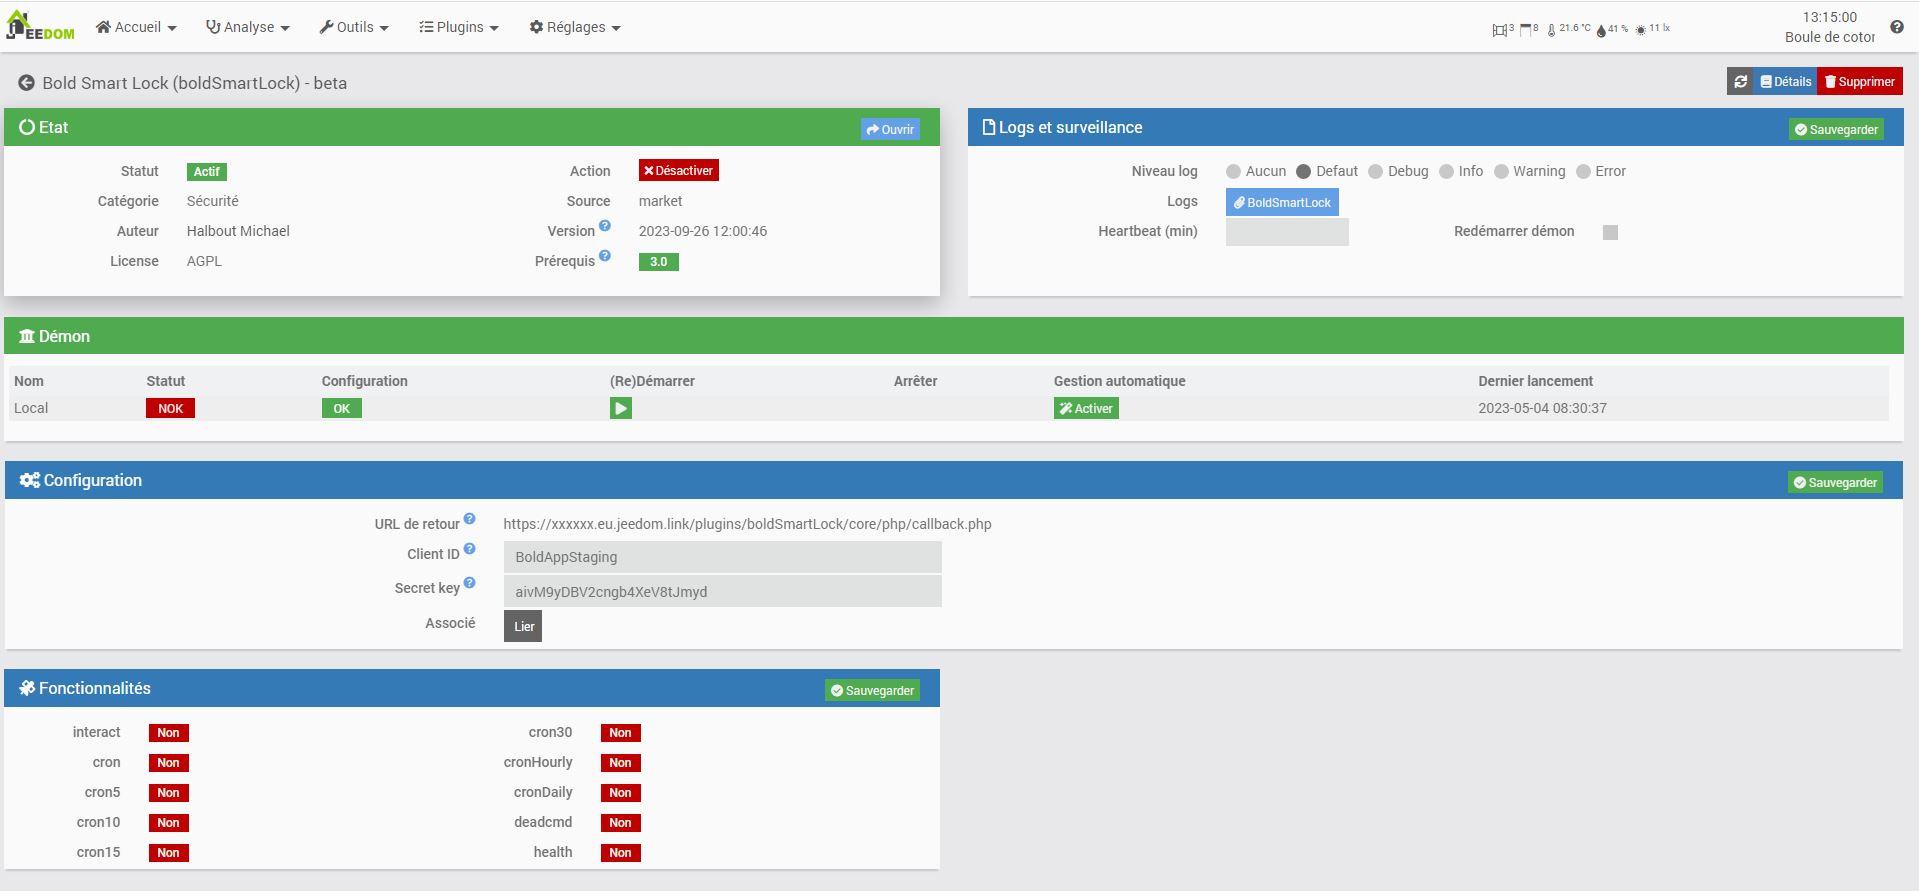 JEEDOM Accueil Analyse Outils Plugins Réglages 3 8 21.6 °C 41 % 11 lx 13:15:00
Boule de coton
Bold Smart Lock (boldSmartLock) - beta Détails Supprimer
Etat Ouvrir
Statut Actif Action Désactiver
Catégorie Sécurité Source market
Auteur Halbout Michael Version ? 2023-09-26 12:00:46
License AGPL Prérequis ? 3.0
Logs et surveillance Sauvegarder
Niveau log Aucun Defaut Debug Info Warning Error
Logs BoldSmartLock
Heartbeat (min) Redémarrer démon
Démon
Nom Statut Configuration (Re)Démarrer Arrêter Gestion automatique Dernier lancement
Local NOK OK Activer 2023-05-04 08:30:37
Configuration Sauvegarder
URL de retour ? https://xxxxxx.eu.jeedom.link/plugins/boldSmartLock/core/php/callback.php
Client ID ? BoldAppStaging
Secret key ? aivM9yDBV2cngb4XeV8tJmyd
Associé Lier
Fonctionnalités Sauvegarder
interact Non cron30 Non
cron Non cronHourly Non
cron5 Non cronDaily Non
cron10 Non deadcmd Non
cron15 Non health Non